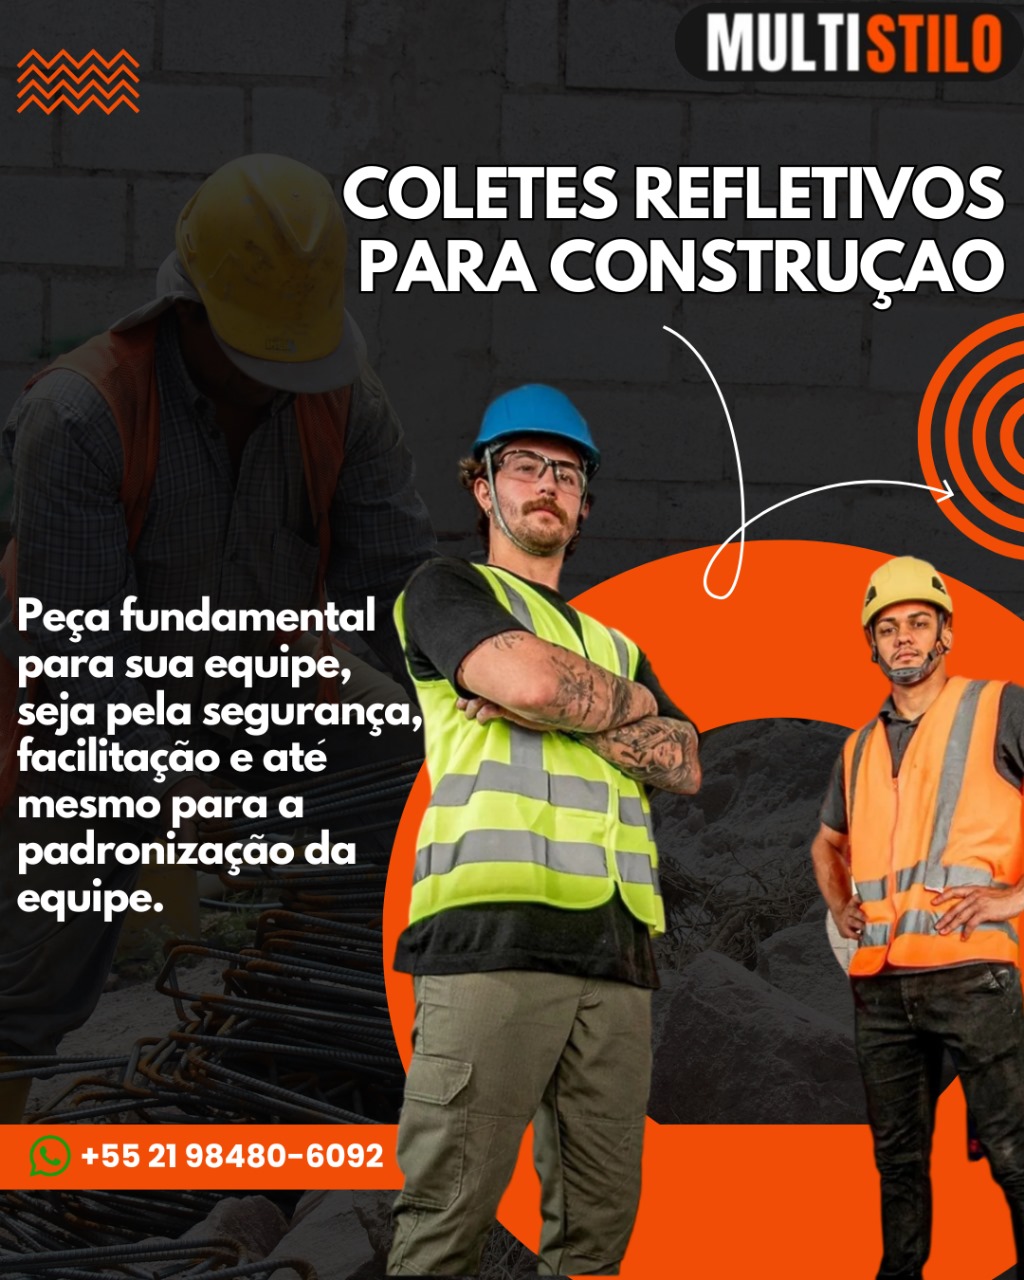 MULTISTILO
COLETES REFLETIVOS
PARA CONSTRUÇAO
Peça fundamental
para sua equipe,
seja pela segurança,
facilitação e até
mesmo para a
padronização da
equipe.
+55 21 98480-6092